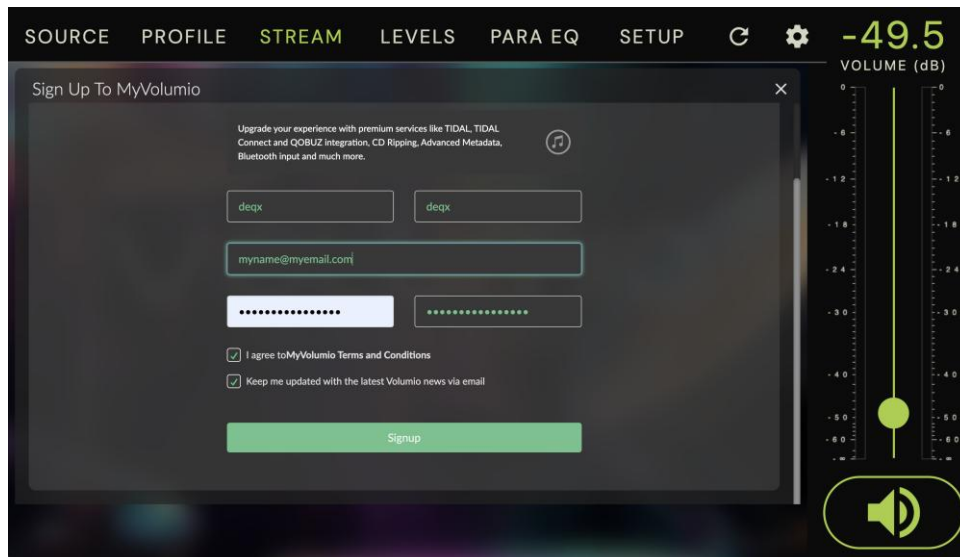 SOURCE PROFILE STREAM LEVELS PARA EQ SETUP
-49.5
VOLUME (dB)
Sign Up To MyVolumio
Upgrade your experience with premium services like TIDAL, TIDAL
Connect and QOBUZ integration, CD Ripping, Advanced Metadata,
Bluetooth input and much more.
deqx deqx
myname@myemail.com
•••••••••••••••• ••••••••••••••••
I agree toMyVolumio Terms and Conditions
Keep me updated with the latest Volumio news via email
Signup
0 0
- 6 - 6
- 12 - 12
- 18 - 18
- 24 - 24
- 30 - 30
- 40 - 40
- 50 - 50
- 60 - 60
- ∞ - ∞